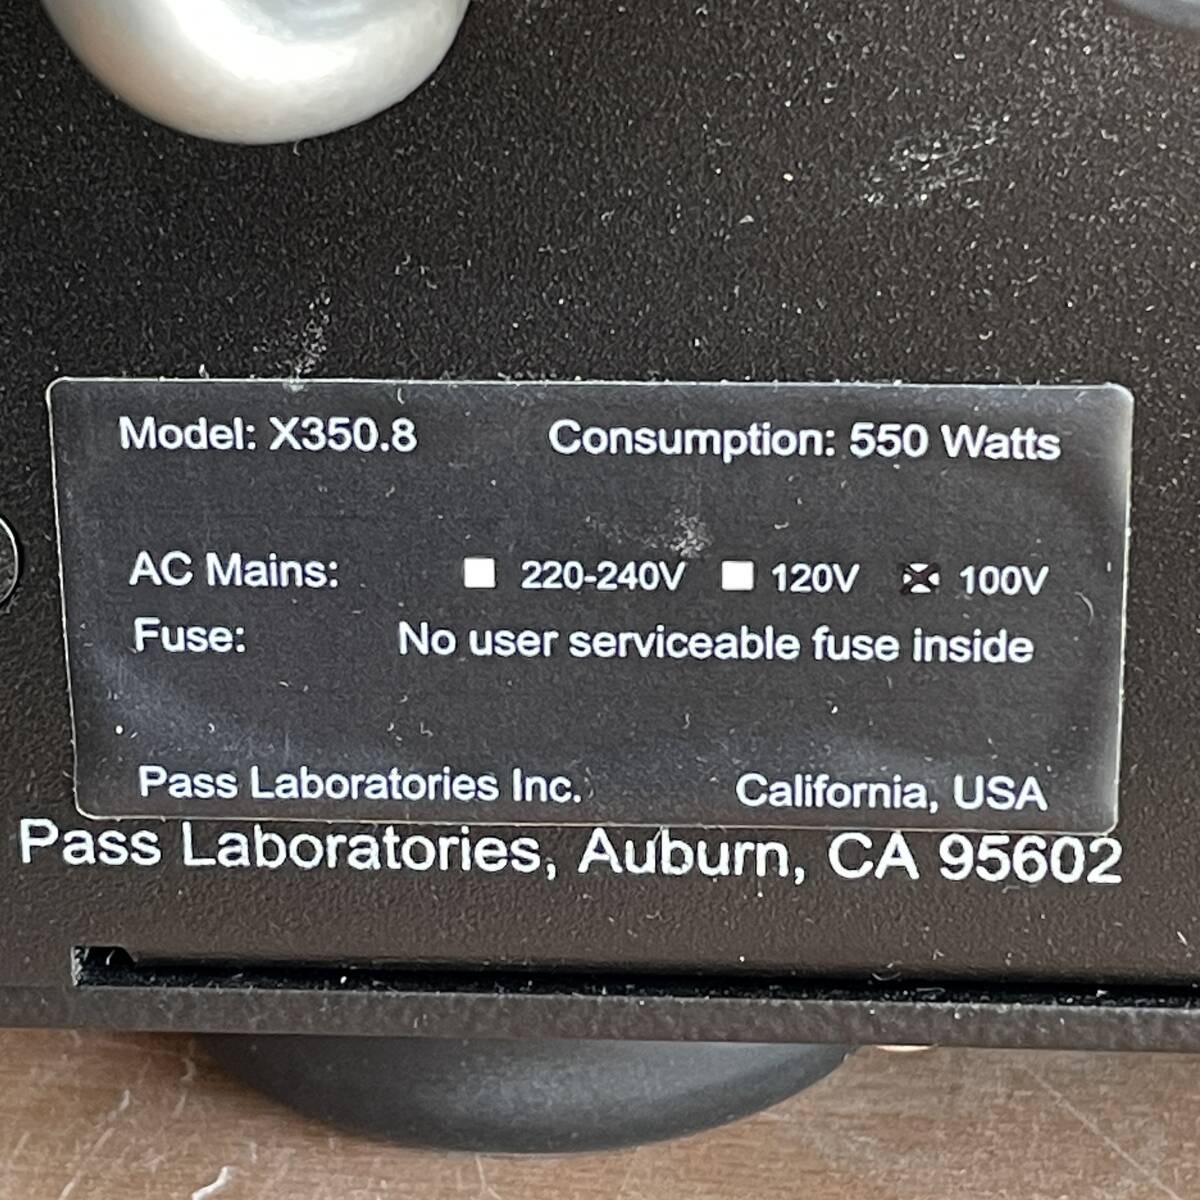 Model: X350.8 Consumption: 550 Watts
AC Mains: 220-240V 120V 100V
Fuse: No user serviceable fuse inside
Pass Laboratories Inc. California, USA
Pass Laboratories, Auburn, CA 95602